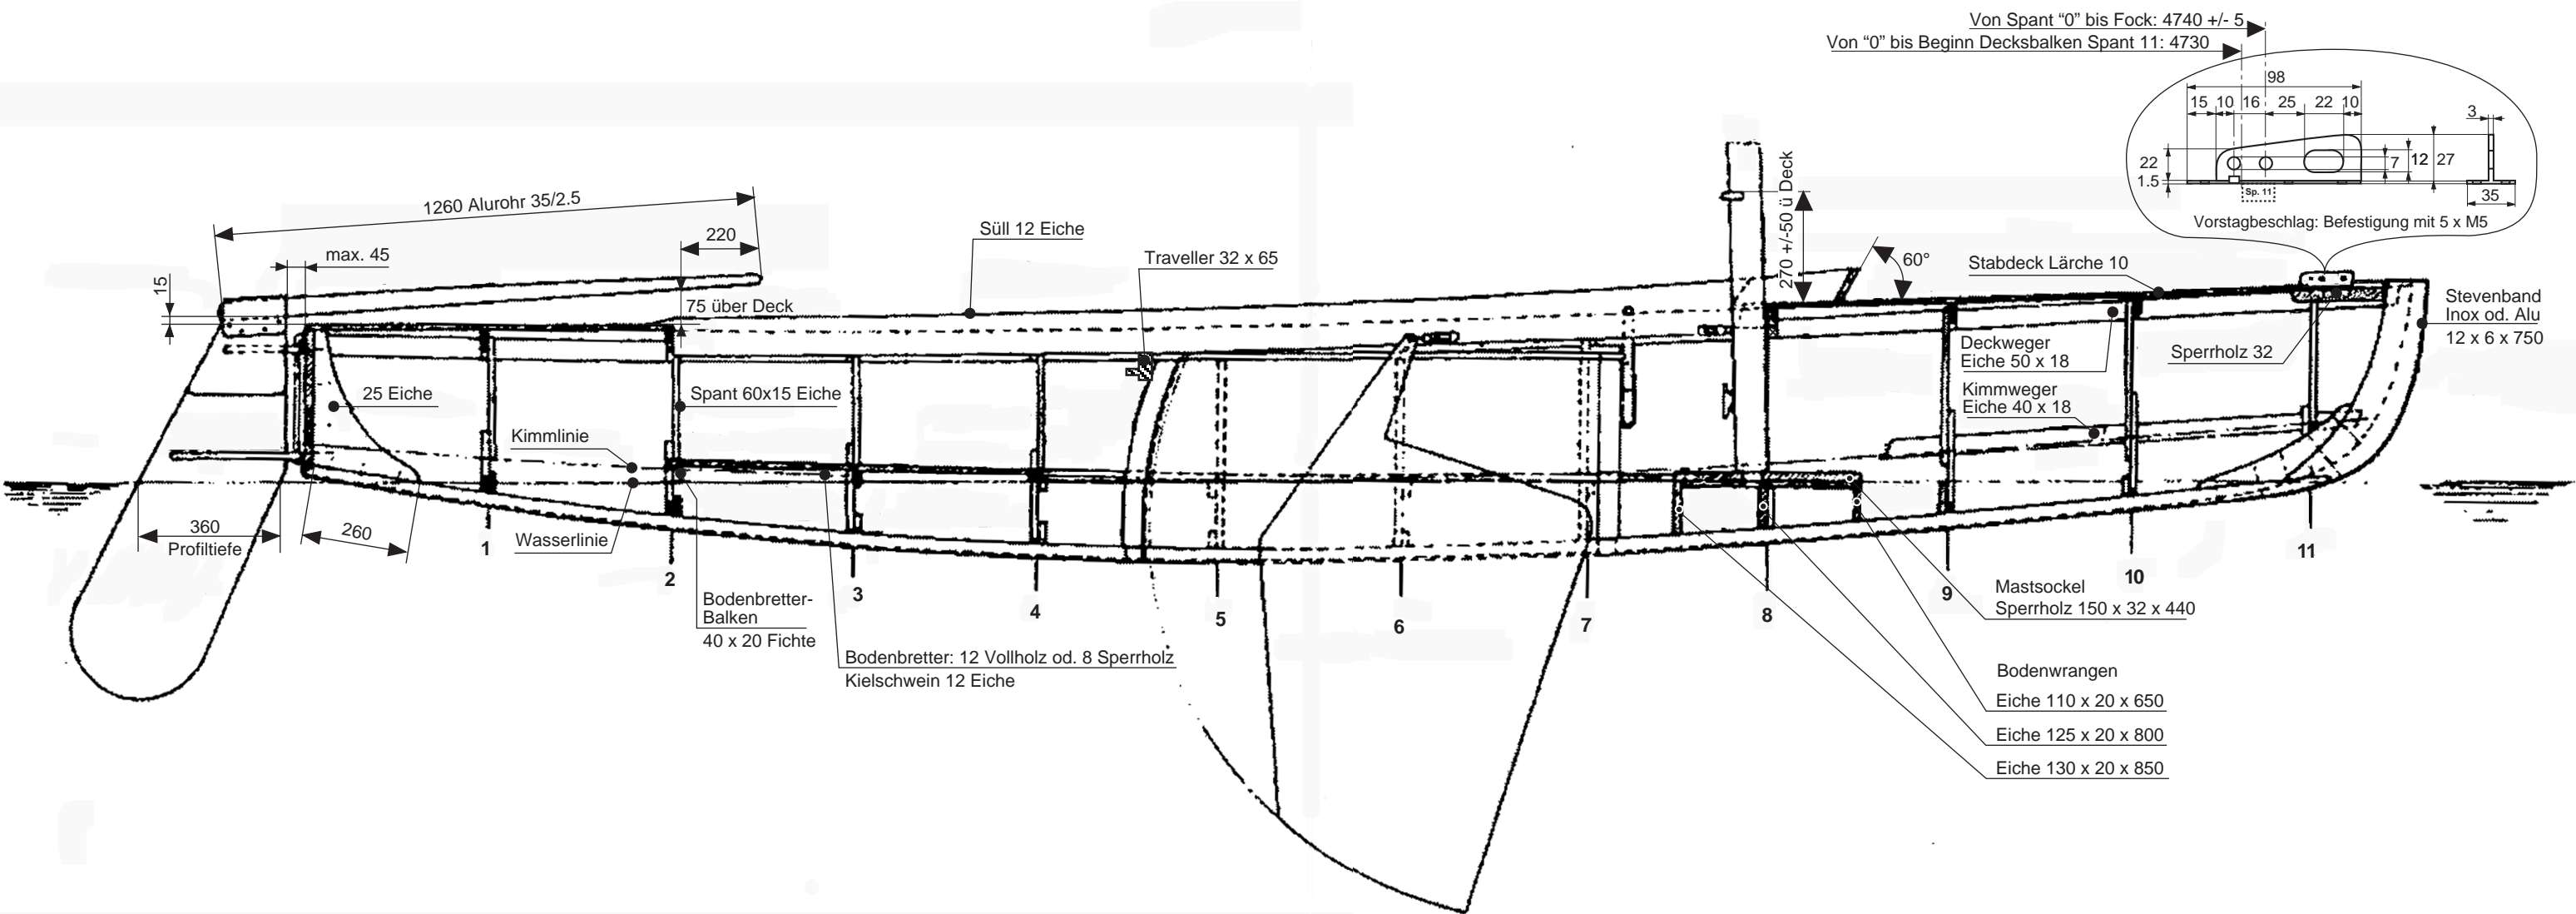 Von Spant “0” bis Fock: 4740 +/- 5
Von “0” bis Beginn Decksbalken Spant 11: 4730
98
15 10 16 25 22 10
3
22
7 12 27
1.5
Sp. 11
35
Vorstagbeschlag: Befestigung mit 5 x M5
1260 Alurohr 35/2.5
220
max. 45
15
75 über Deck
Süll 12 Eiche
Traveller 32 x 65
270 +/-50 ü Deck
60°
Stabdeck Lärche 10
Stevenband
Inox od. Alu
12 x 6 x 750
Deckweger
Eiche 50 x 18
Sperrholz 32
Kimmweger
Eiche 40 x 18
25 Eiche
Spant 60x15 Eiche
Kimmlinie
Wasserlinie
360
Profiltiefe
260
1
2
3
4
5
6
7
8
9
10
11
Bodenbretter-
Balken
40 x 20 Fichte
Bodenbretter: 12 Vollholz od. 8 Sperrholz
Kielschwein 12 Eiche
Mastsockel
Sperrholz 150 x 32 x 440
Bodenwrangen
Eiche 110 x 20 x 650
Eiche 125 x 20 x 800
Eiche 130 x 20 x 850